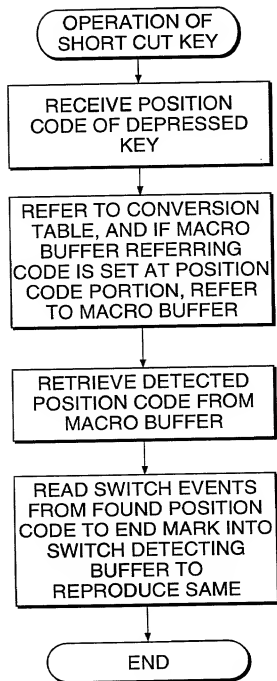 OPERATION OF
SHORT CUT KEY
RECEIVE POSITION
CODE OF DEPRESSED
KEY
REFER TO CONVERSION
TABLE, AND IF MACRO
BUFFER REFERRING
CODE IS SET AT POSITION
CODE PORTION, REFER
TO MACRO BUFFER
RETRIEVE DETECTED
POSITION CODE FROM
MACRO BUFFER
READ SWITCH EVENTS
FROM FOUND POSITION
CODE TO END MARK INTO
SWITCH DETECTING
BUFFER TO
REPRODUCE SAME
END